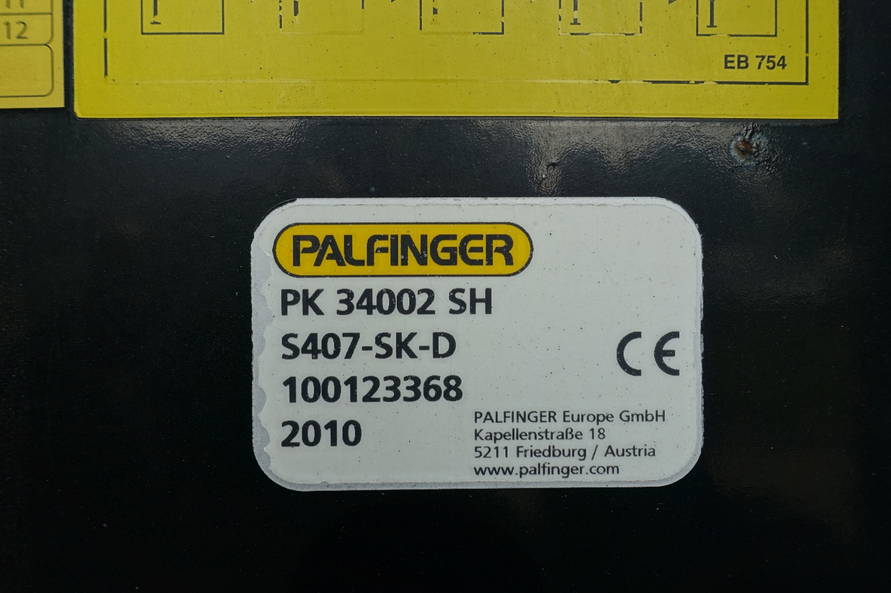 12
EB 754
PALFINGER
PK 34002 SH
S407-SK-D
100123368
2010
CE
PALFINGER Europe GmbH
Kapellenstraße 18
5211 Friedburg / Austria
www.palfinger.com